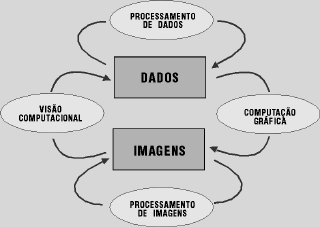 PROCESSAMENTO
DE DADOS
DADOS
VISÃO
COMPUTACIONAL
COMPUTAÇÃO
GRÁFICA
IMAGENS
PROCESSAMENTO
DE IMAGENS